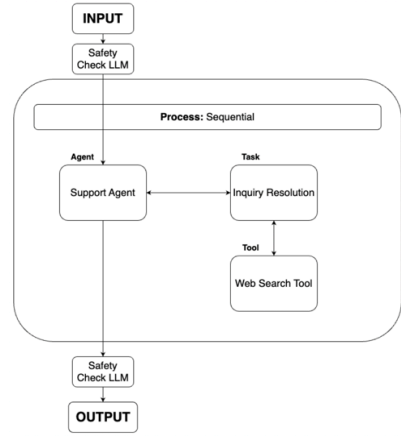 INPUT
Safety
Check LLM
Process: Sequential
Agent
Task
Support Agent
Inquiry Resolution
Tool
Web Search Tool
Safety
Check LLM
OUTPUT